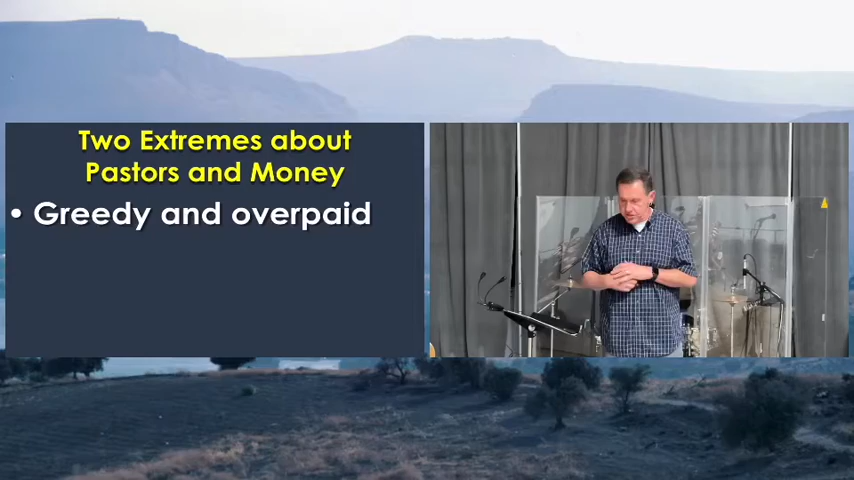 Two Extremes about
Pastors and Money
• Greedy and overpaid